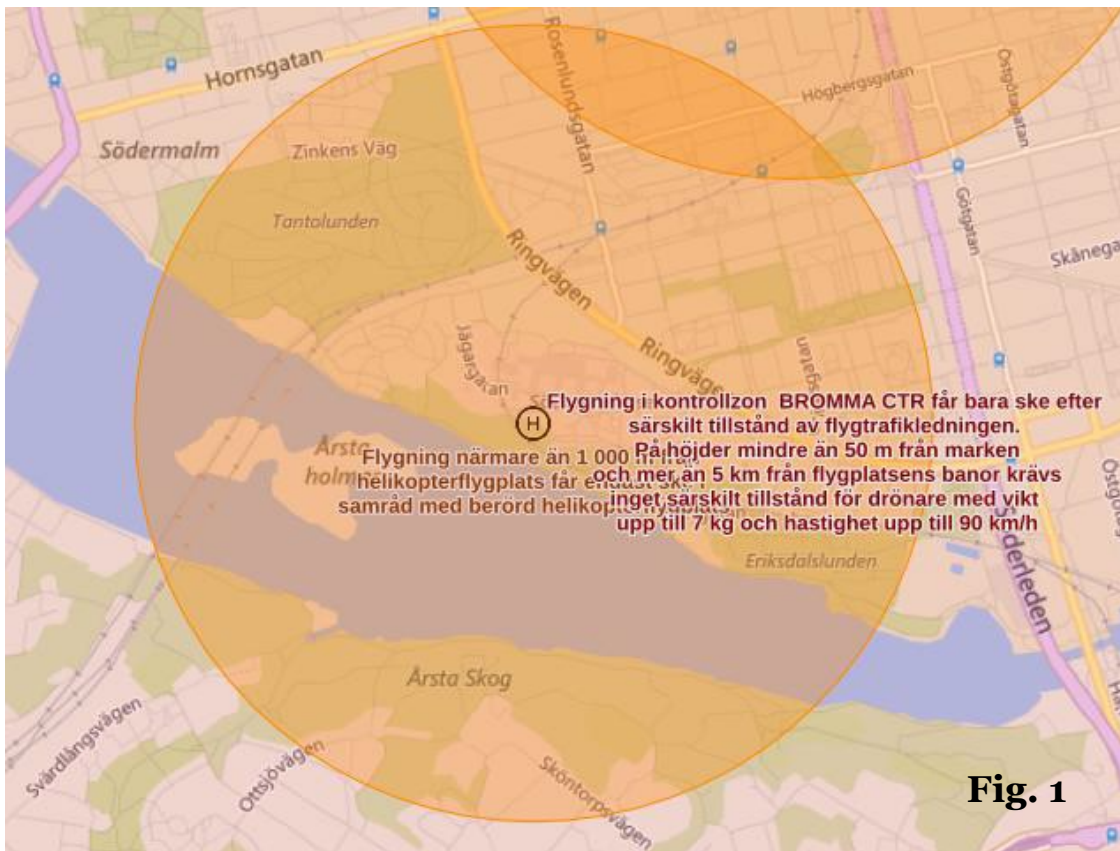 Hornsgatan
Rosenlundsgatan
Högbergsgatan
Östgötagatan
Södermalm
Zinkens Väg
Tantolunden
Götgatan
Skånega
Ringvägen
Jägargatan
Ringväge
sgatan
H
Flygning i kontrollzon BROMMA CTR får bara ske efter
särskilt tillstånd av flygtrafikledningen.
På höjder mindre än 50 m från marken
och mer än 5 km från flygplatsens banor krävs
inget särskilt tillstånd för drönare med vikt
upp till 7 kg och hastighet upp till 90 km/h
Flygning närmare än 1 000 m
helikopterflygplats får endast
samråd med berörd
Årsta
Eriksdalslunden
Söderleden
Årsta Skog
Svärdlångsvägen
Ottsjövägen
Sköntorpsvägen
Fig. 1